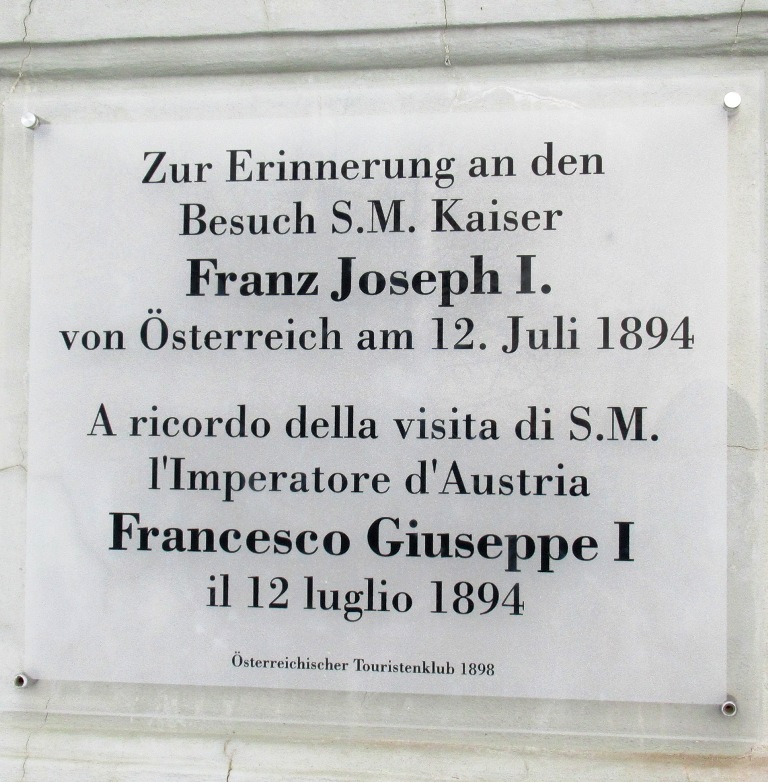 Zur Erinnerung an den
Besuch S.M. Kaiser
Franz Joseph I.
von Österreich am 12. Juli 1894
A ricordo della visita di S.M.
l'Imperatore d'Austria
Francesco Giuseppe I
il 12 luglio 1894
Österreichischer Touristenklub 1898